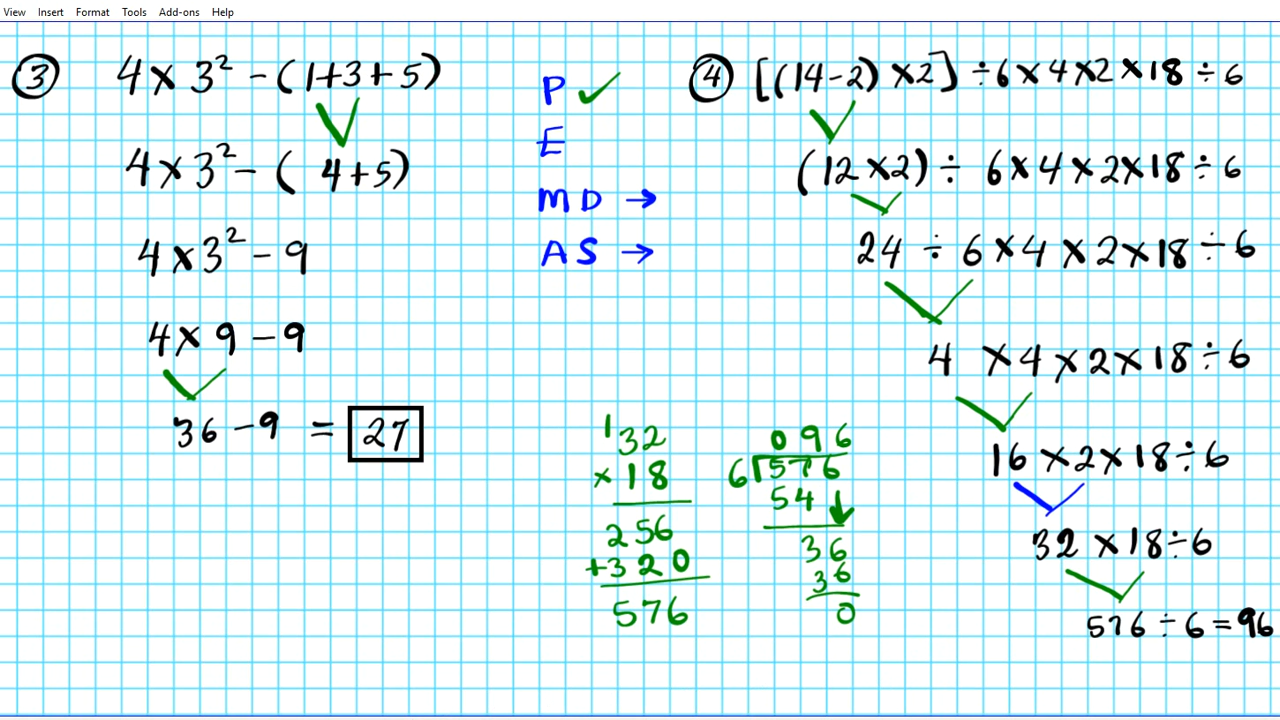 View Insert Format Tools Add-ons Help
③ 4 × 3² − (1+3+5)
4 × 3² − ( 4+5)
4 × 3² − 9
4 × 9 − 9
36 − 9 = 27
P ✓
E
M D →
A S →
1
32
× 18
256
+320
576
096
6)576
54↓
36
36
0
④ [(14−2) ×2] ÷6×4×2×18÷6
(12 ×2) ÷ 6×4×2×18÷6
24 ÷ 6×4×2×18÷6
4 ×4×2×18÷6
16 ×2×18÷6
32 ×18÷6
576 ÷ 6 = 96